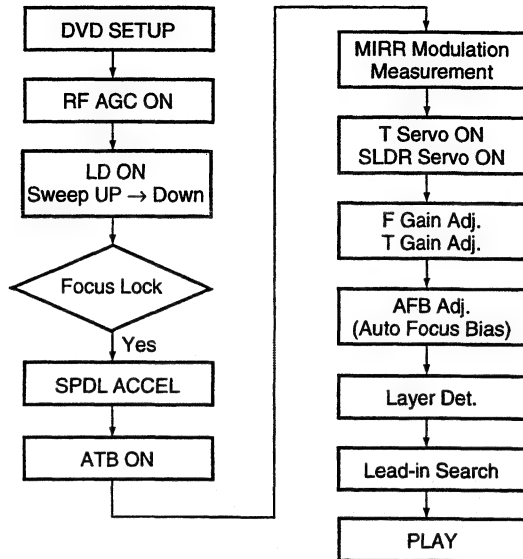 DVD SETUP
RF AGC ON
LD ON
Sweep UP → Down
Focus Lock
Yes
SPDL ACCEL
ATB ON
MIRR Modulation
Measurement
T Servo ON
SLDR Servo ON
F Gain Adj.
T Gain Adj.
AFB Adj.
(Auto Focus Bias)
Layer Det.
Lead-in Search
PLAY